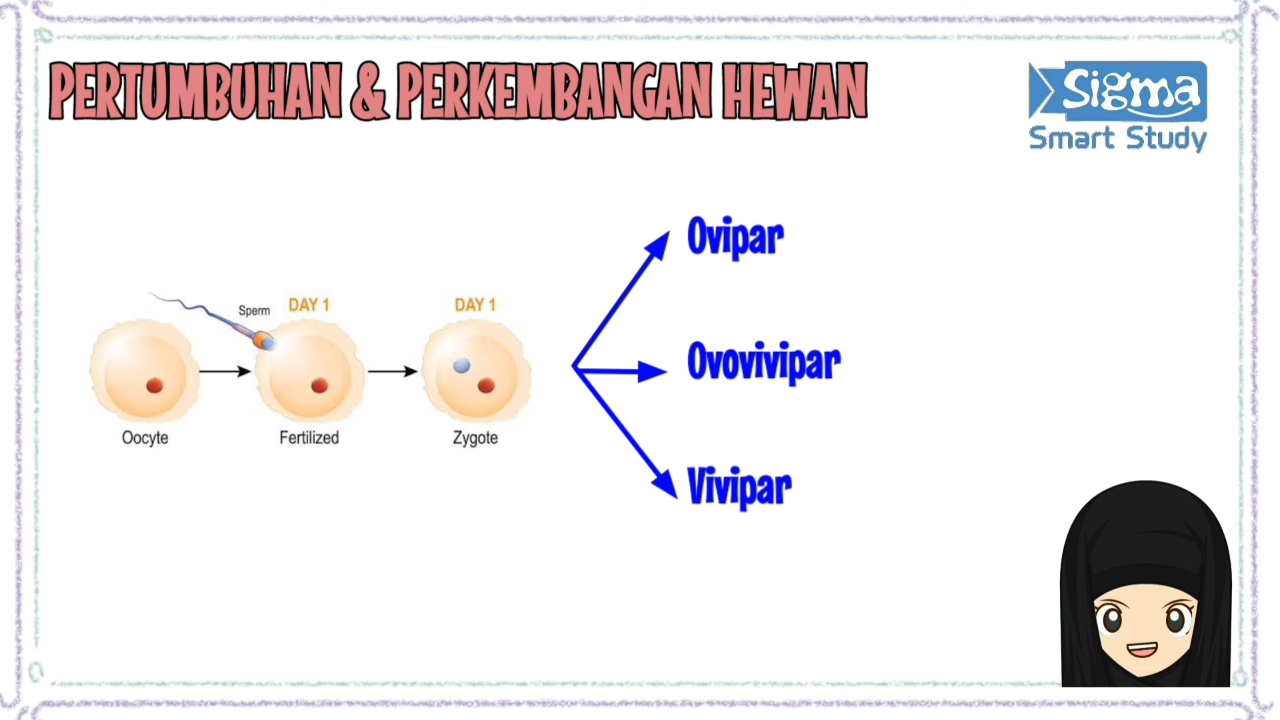 PERTUMBUHAN & PERKEMBANGAN HEWAN
Sigma
Smart Study
Sperm
DAY 1
DAY 1
Oocyte
Fertilized
Zygote
Ovipar
Ovovivipar
Vivipar